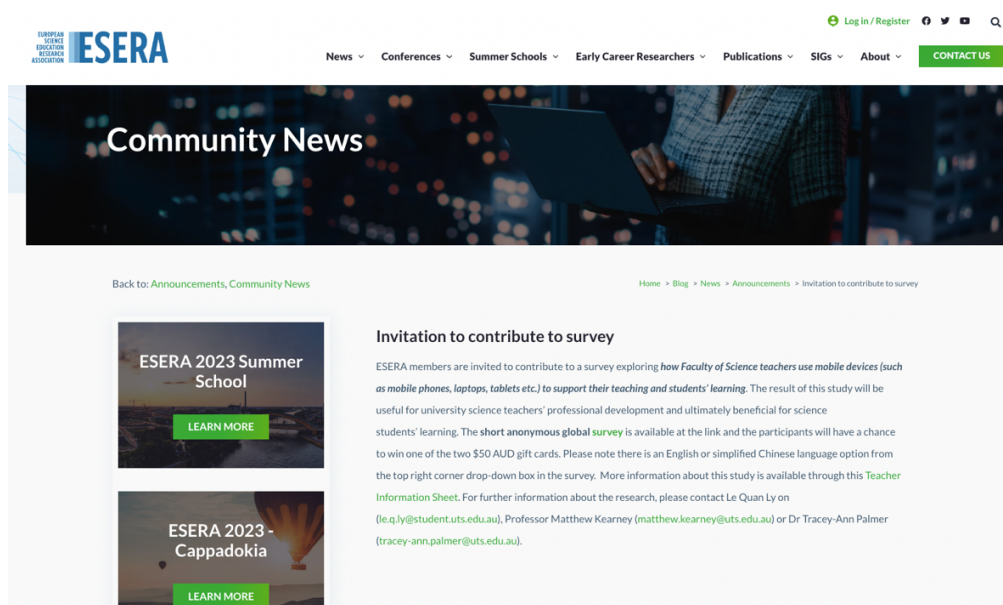 Log in / Register
EUROPEAN
SCIENCE
EDUCATION
RESEARCH
ASSOCIATION
ESERA
News Conferences Summer Schools Early Career Researchers Publications SIGs About CONTACT US
Community News
Back to: Announcements, Community News
Home > Blog > News > Announcements > Invitation to contribute to survey
ESERA 2023 Summer
School
LEARN MORE
ESERA 2023 -
Cappadokia
LEARN MORE
Invitation to contribute to survey
ESERA members are invited to contribute to a survey exploring how Faculty of Science teachers use mobile devices (such
as mobile phones, laptops, tablets etc.) to support their teaching and students' learning. The result of this study will be
useful for university science teachers' professional development and ultimately beneficial for science
students' learning. The short anonymous global survey is available at the link and the participants will have a chance
to win one of the two $50 AUD gift cards. Please note there is an English or simplified Chinese language option from
the top right corner drop-down box in the survey. More information about this study is available through this Teacher
Information Sheet. For further information about the research, please contact Le Quan Ly on
(le.q.ly@student.uts.edu.au), Professor Matthew Kearney (matthew.kearney@uts.edu.au) or Dr Tracey-Ann Palmer
(tracey-ann.palmer@uts.edu.au).